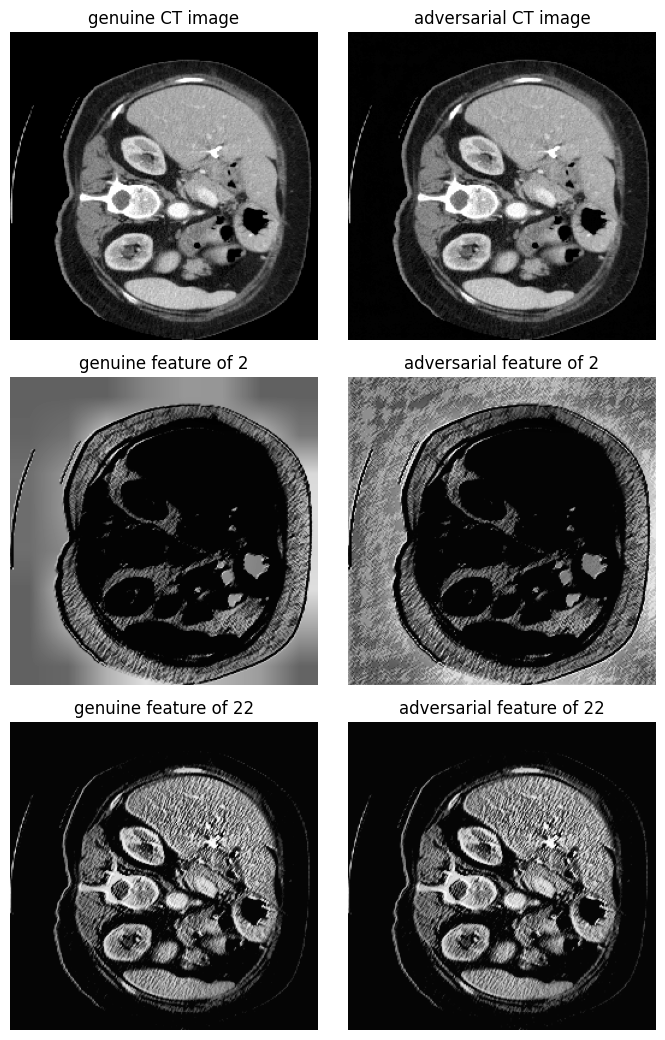 genuine CT image
adversarial CT image
genuine feature of 2
adversarial feature of 2
genuine feature of 22
adversarial feature of 22